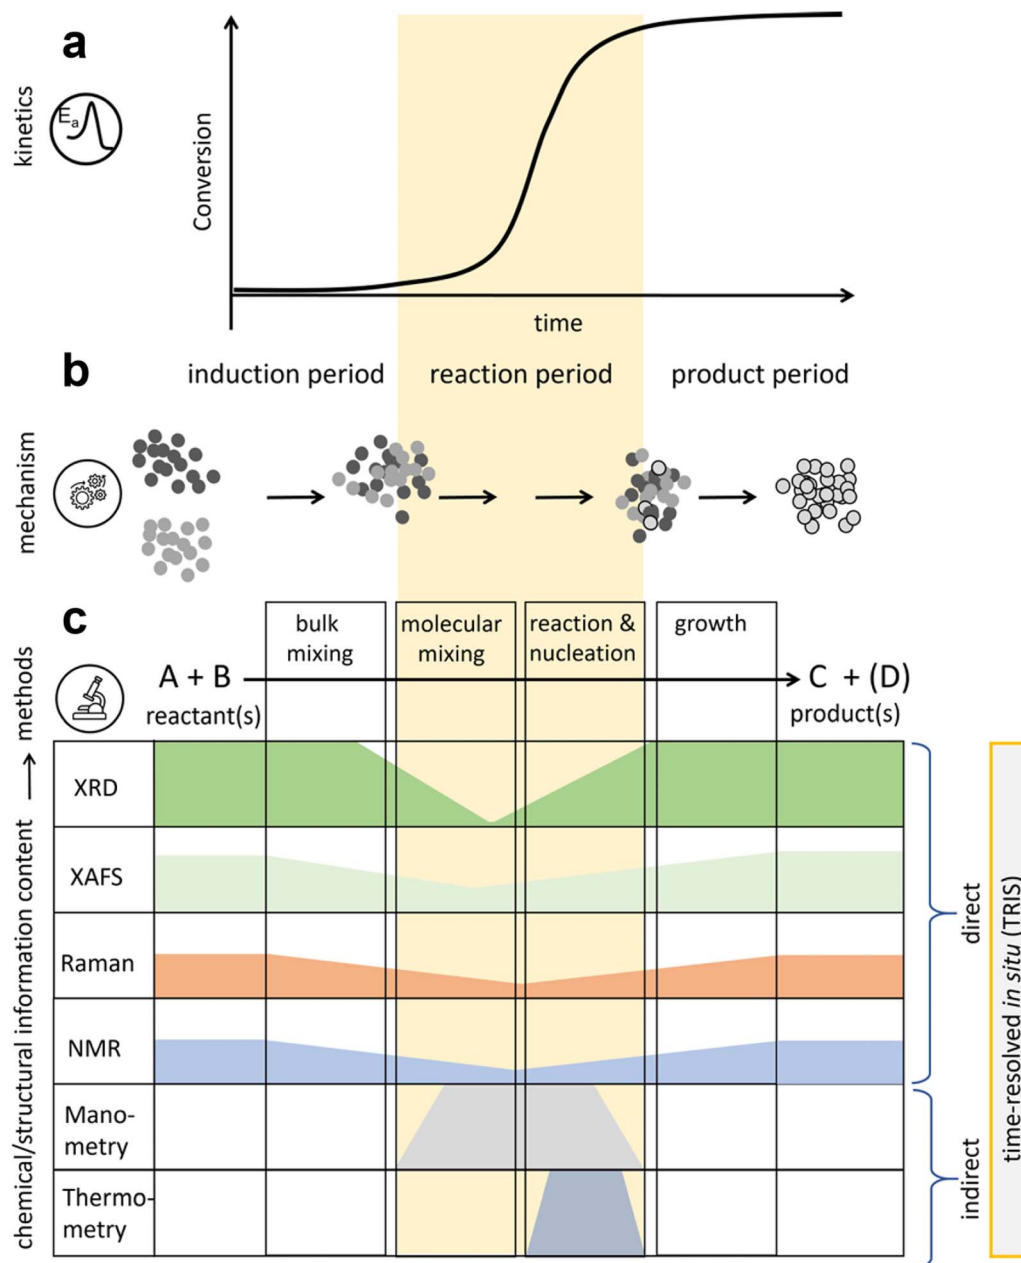 a
kinetics
Ea
Conversion
time
b
induction period
reaction period
product period
mechanism
c
bulk
mixing
molecular
mixing
reaction &
nucleation
growth
methods
A + B
reactant(s)
C + (D)
product(s)
chemical/structural information content
XRD
XAFS
Raman
NMR
Mano-
metry
Thermo-
metry
direct
indirect
time-resolved in situ (TRIS)